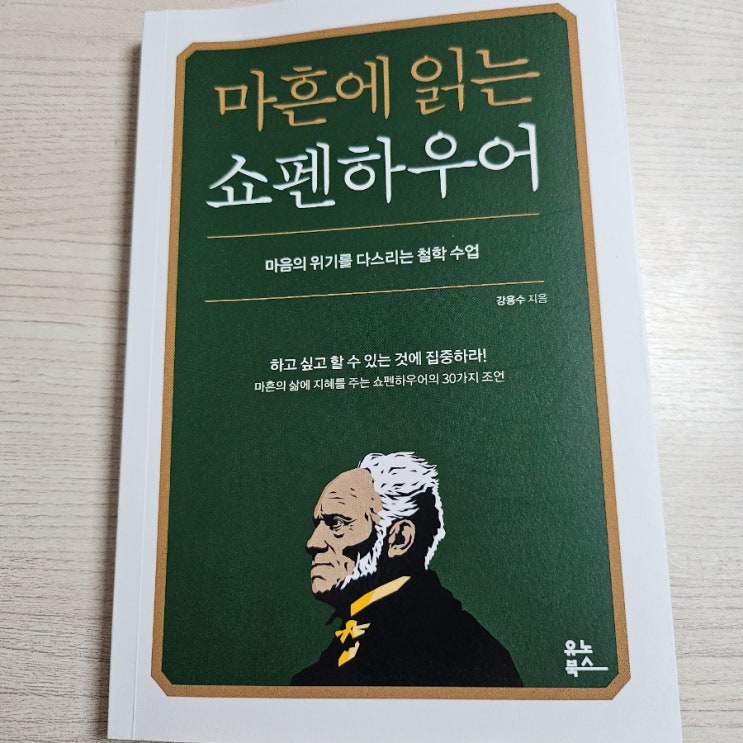 마흔에 읽는
쇼펜하우어
마음의 위기를 다스리는 철학 수업
강용수 지음
하고 싶고 할 수 있는 것에 집중하라!
마흔의 삶에 지혜를 주는 쇼펜하우어의 30가지 조언
유노
북스